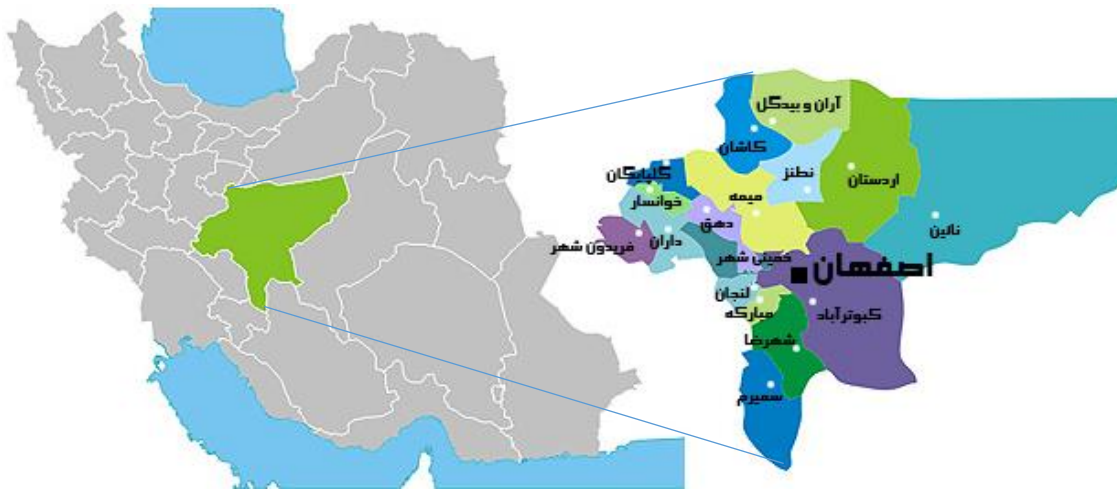 آران و بیدگل
کاشان
گلپایگان
نطنز
اردستان
خوانسار
میمه
دهق
نائین
فریدون شهر
داران
خمینی شهر
اصفهان
لنجان
مبارکه
کبوترآباد
شهرضا
سمیرم